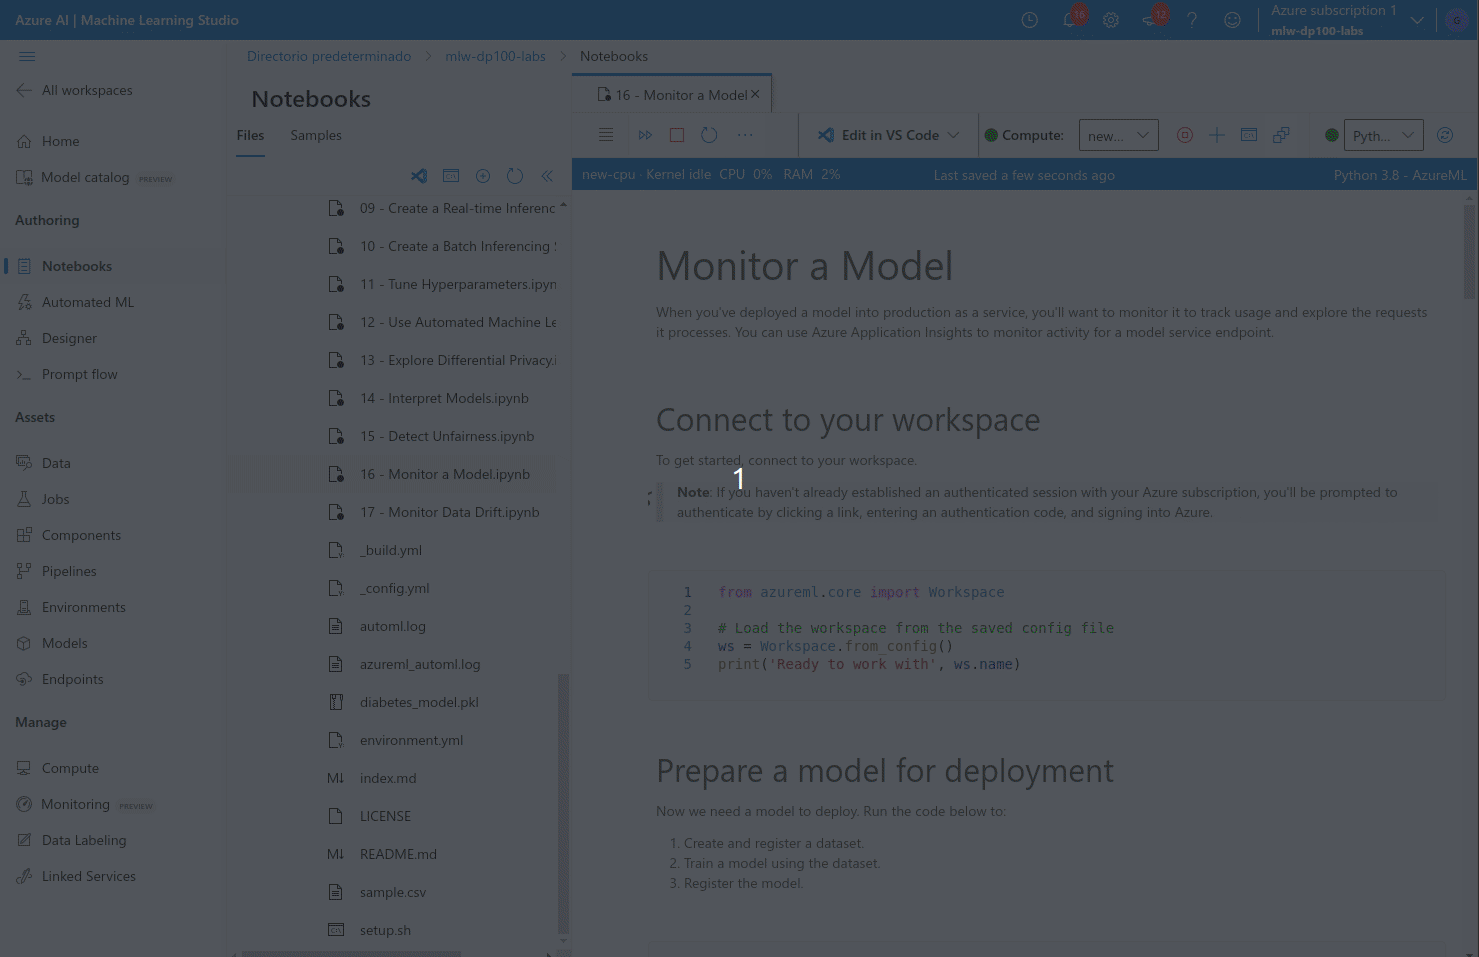 Azure AI | Machine Learning Studio
16
12
Azure subscription 1
mlw-dp100-labs
Directorio predeterminado > mlw-dp100-labs > Notebooks
All workspaces
Home
Model catalog PREVIEW
Authoring
Notebooks
Automated ML
Designer
Prompt flow
Assets
Data
Jobs
Components
Pipelines
Environments
Models
Endpoints
Manage
Compute
Monitoring PREVIEW
Data Labeling
Linked Services
Notebooks
Files Samples
09 - Create a Real-time Inferenc
10 - Create a Batch Inferencing
11 - Tune Hyperparameters.ipyn
12 - Use Automated Machine Le
13 - Explore Differential Privacy.i
14 - Interpret Models.ipynb
15 - Detect Unfairness.ipynb
16 - Monitor a Model.ipynb
17 - Monitor Data Drift.ipynb
_build.yml
_config.yml
automl.log
azureml_automl.log
diabetes_model.pkl
environment.yml
index.md
LICENSE
README.md
sample.csv
setup.sh
16 - Monitor a Model
Edit in VS Code
Compute:
new...
Pyth...
new-cpu · Kernel idle CPU 0% RAM 2%
Last saved a few seconds ago
Python 3.8 - AzureML
Monitor a Model
When you've deployed a model into production as a service, you'll want to monitor it to track usage and explore the requests
it processes. You can use Azure Application Insights to monitor activity for a model service endpoint.
Connect to your workspace
To get started, connect to your workspace.
1
Note: If you haven't already established an authenticated session with your Azure subscription, you'll be prompted to
authenticate by clicking a link, entering an authentication code, and signing into Azure.
1 from azureml.core import Workspace
2
3 # Load the workspace from the saved config file
4 ws = Workspace.from_config()
5 print('Ready to work with', ws.name)
Prepare a model for deployment
Now we need a model to deploy. Run the code below to:
1. Create and register a dataset.
2. Train a model using the dataset.
3. Register the model.